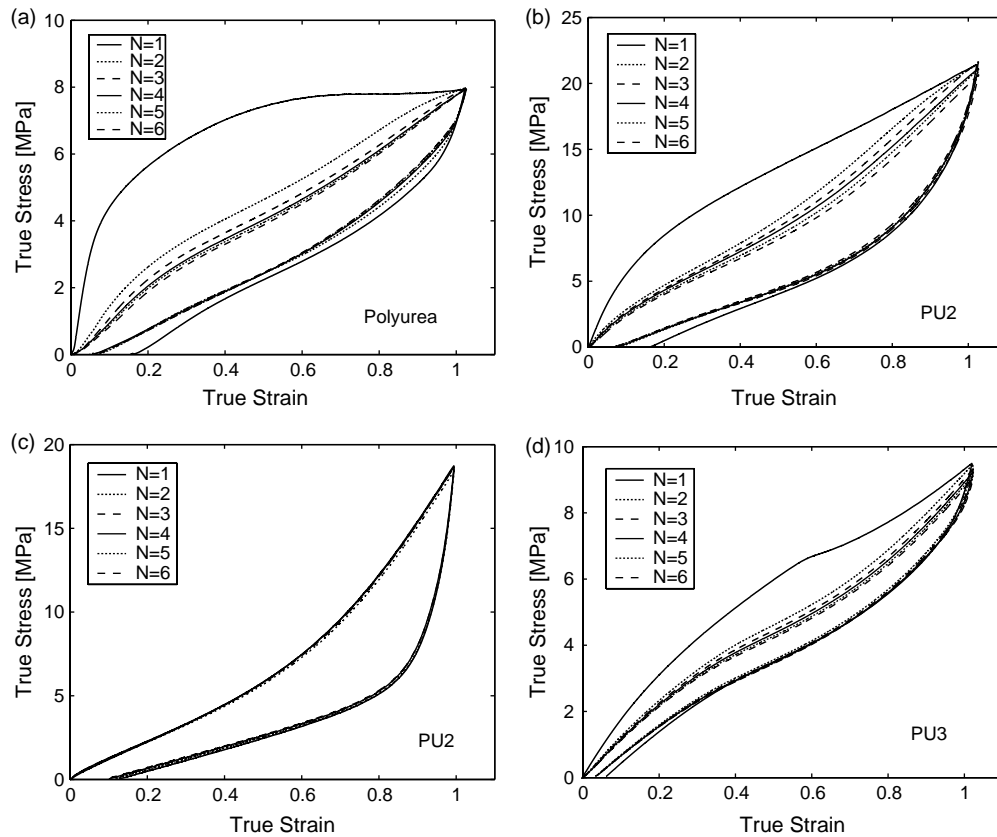 (a)
10
8
6
4
2
0
True Stress [MPa]
N=1
N=2
N=3
N=4
N=5
N=6
Polyurea
0
0.2
0.4
0.6
0.8
1
True Strain
(b)
25
20
15
10
5
0
True Stress [MPa]
N=1
N=2
N=3
N=4
N=5
N=6
PU2
0
0.2
0.4
0.6
0.8
1
True Strain
(c)
20
15
10
5
0
True Stress [MPa]
N=1
N=2
N=3
N=4
N=5
N=6
PU2
0
0.2
0.4
0.6
0.8
1
True Strain
(d)
10
8
6
4
2
0
True Stress [MPa]
N=1
N=2
N=3
N=4
N=5
N=6
PU3
0
0.2
0.4
0.6
0.8
1
True Strain